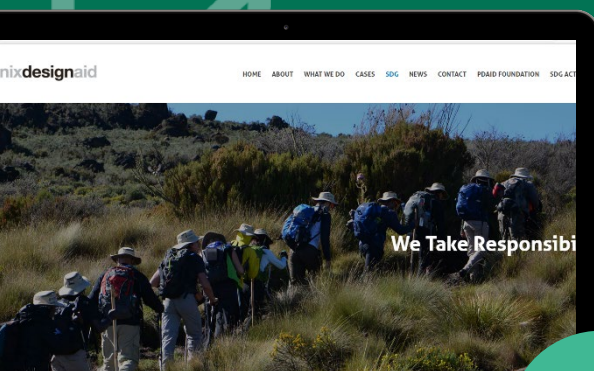 nixdesignaid
HOME ABOUT WHAT WE DO CASES SDG NEWS CONTACT PDAID FOUNDATION SDG ACT
We Take Responsibi